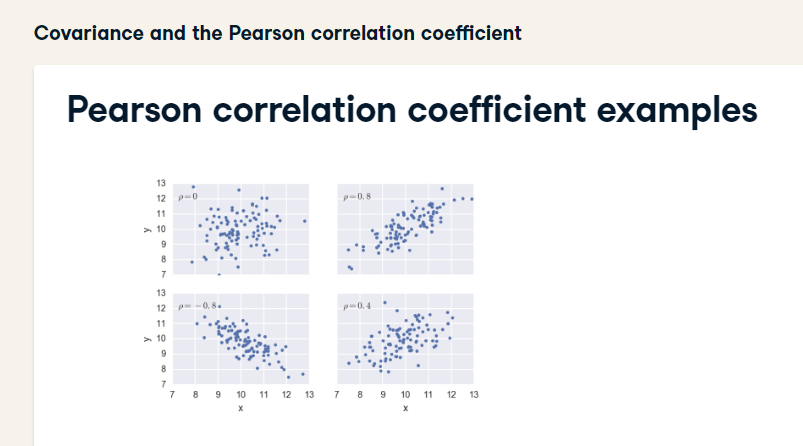 Covariance and the Pearson correlation coefficient
Pearson correlation coefficient examples
13
12
11
10
9
8
7
y
ρ=0
ρ=0.8
13
12
11
10
9
8
7
y
ρ= −0.8
ρ=0.4
7 8 9 10 11 12 13
x
7 8 9 10 11 12 13
x